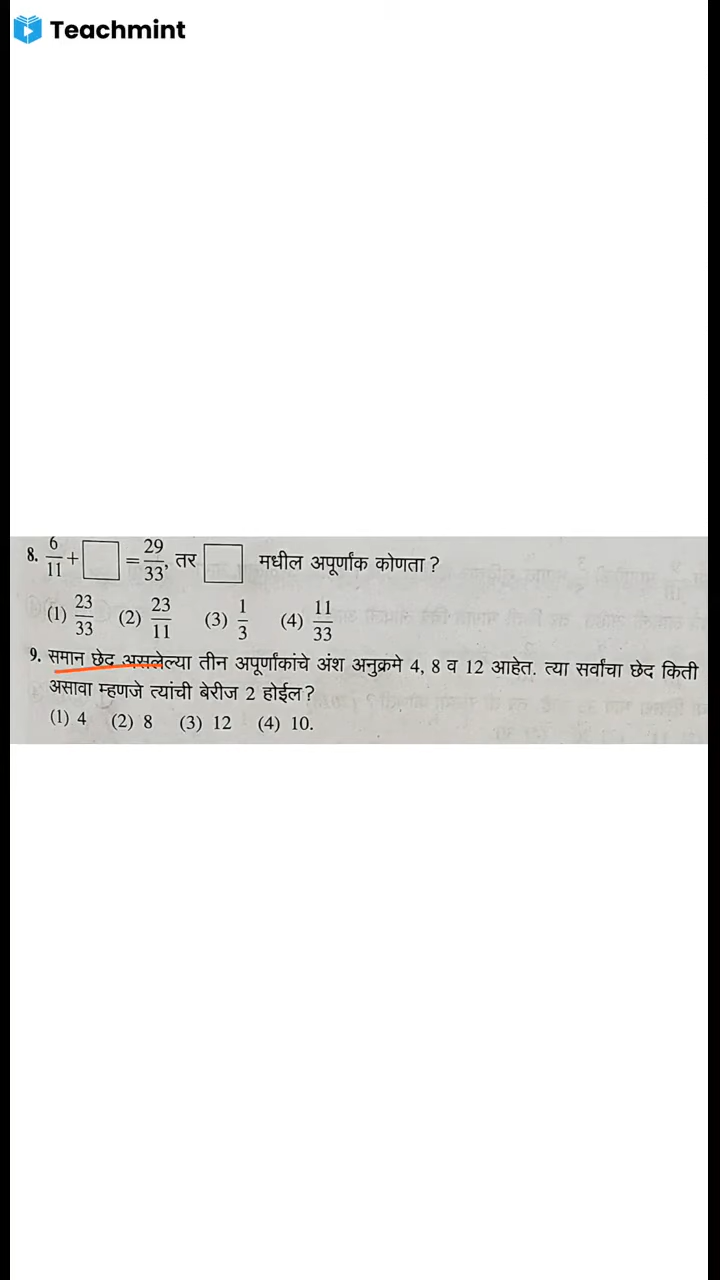 Teachmint
8. 6/11 + □ = 29/33, तर □ मधील अपूर्णांक कोणता ?
(1) 23/33 (2) 23/11 (3) 1/3 (4) 11/33
9. समान छेद असलेल्या तीन अपूर्णांकांचे अंश अनुक्रमे 4, 8 व 12 आहेत. त्या सर्वांचा छेद किती
असावा म्हणजे त्यांची बेरीज 2 होईल ?
(1) 4 (2) 8 (3) 12 (4) 10.